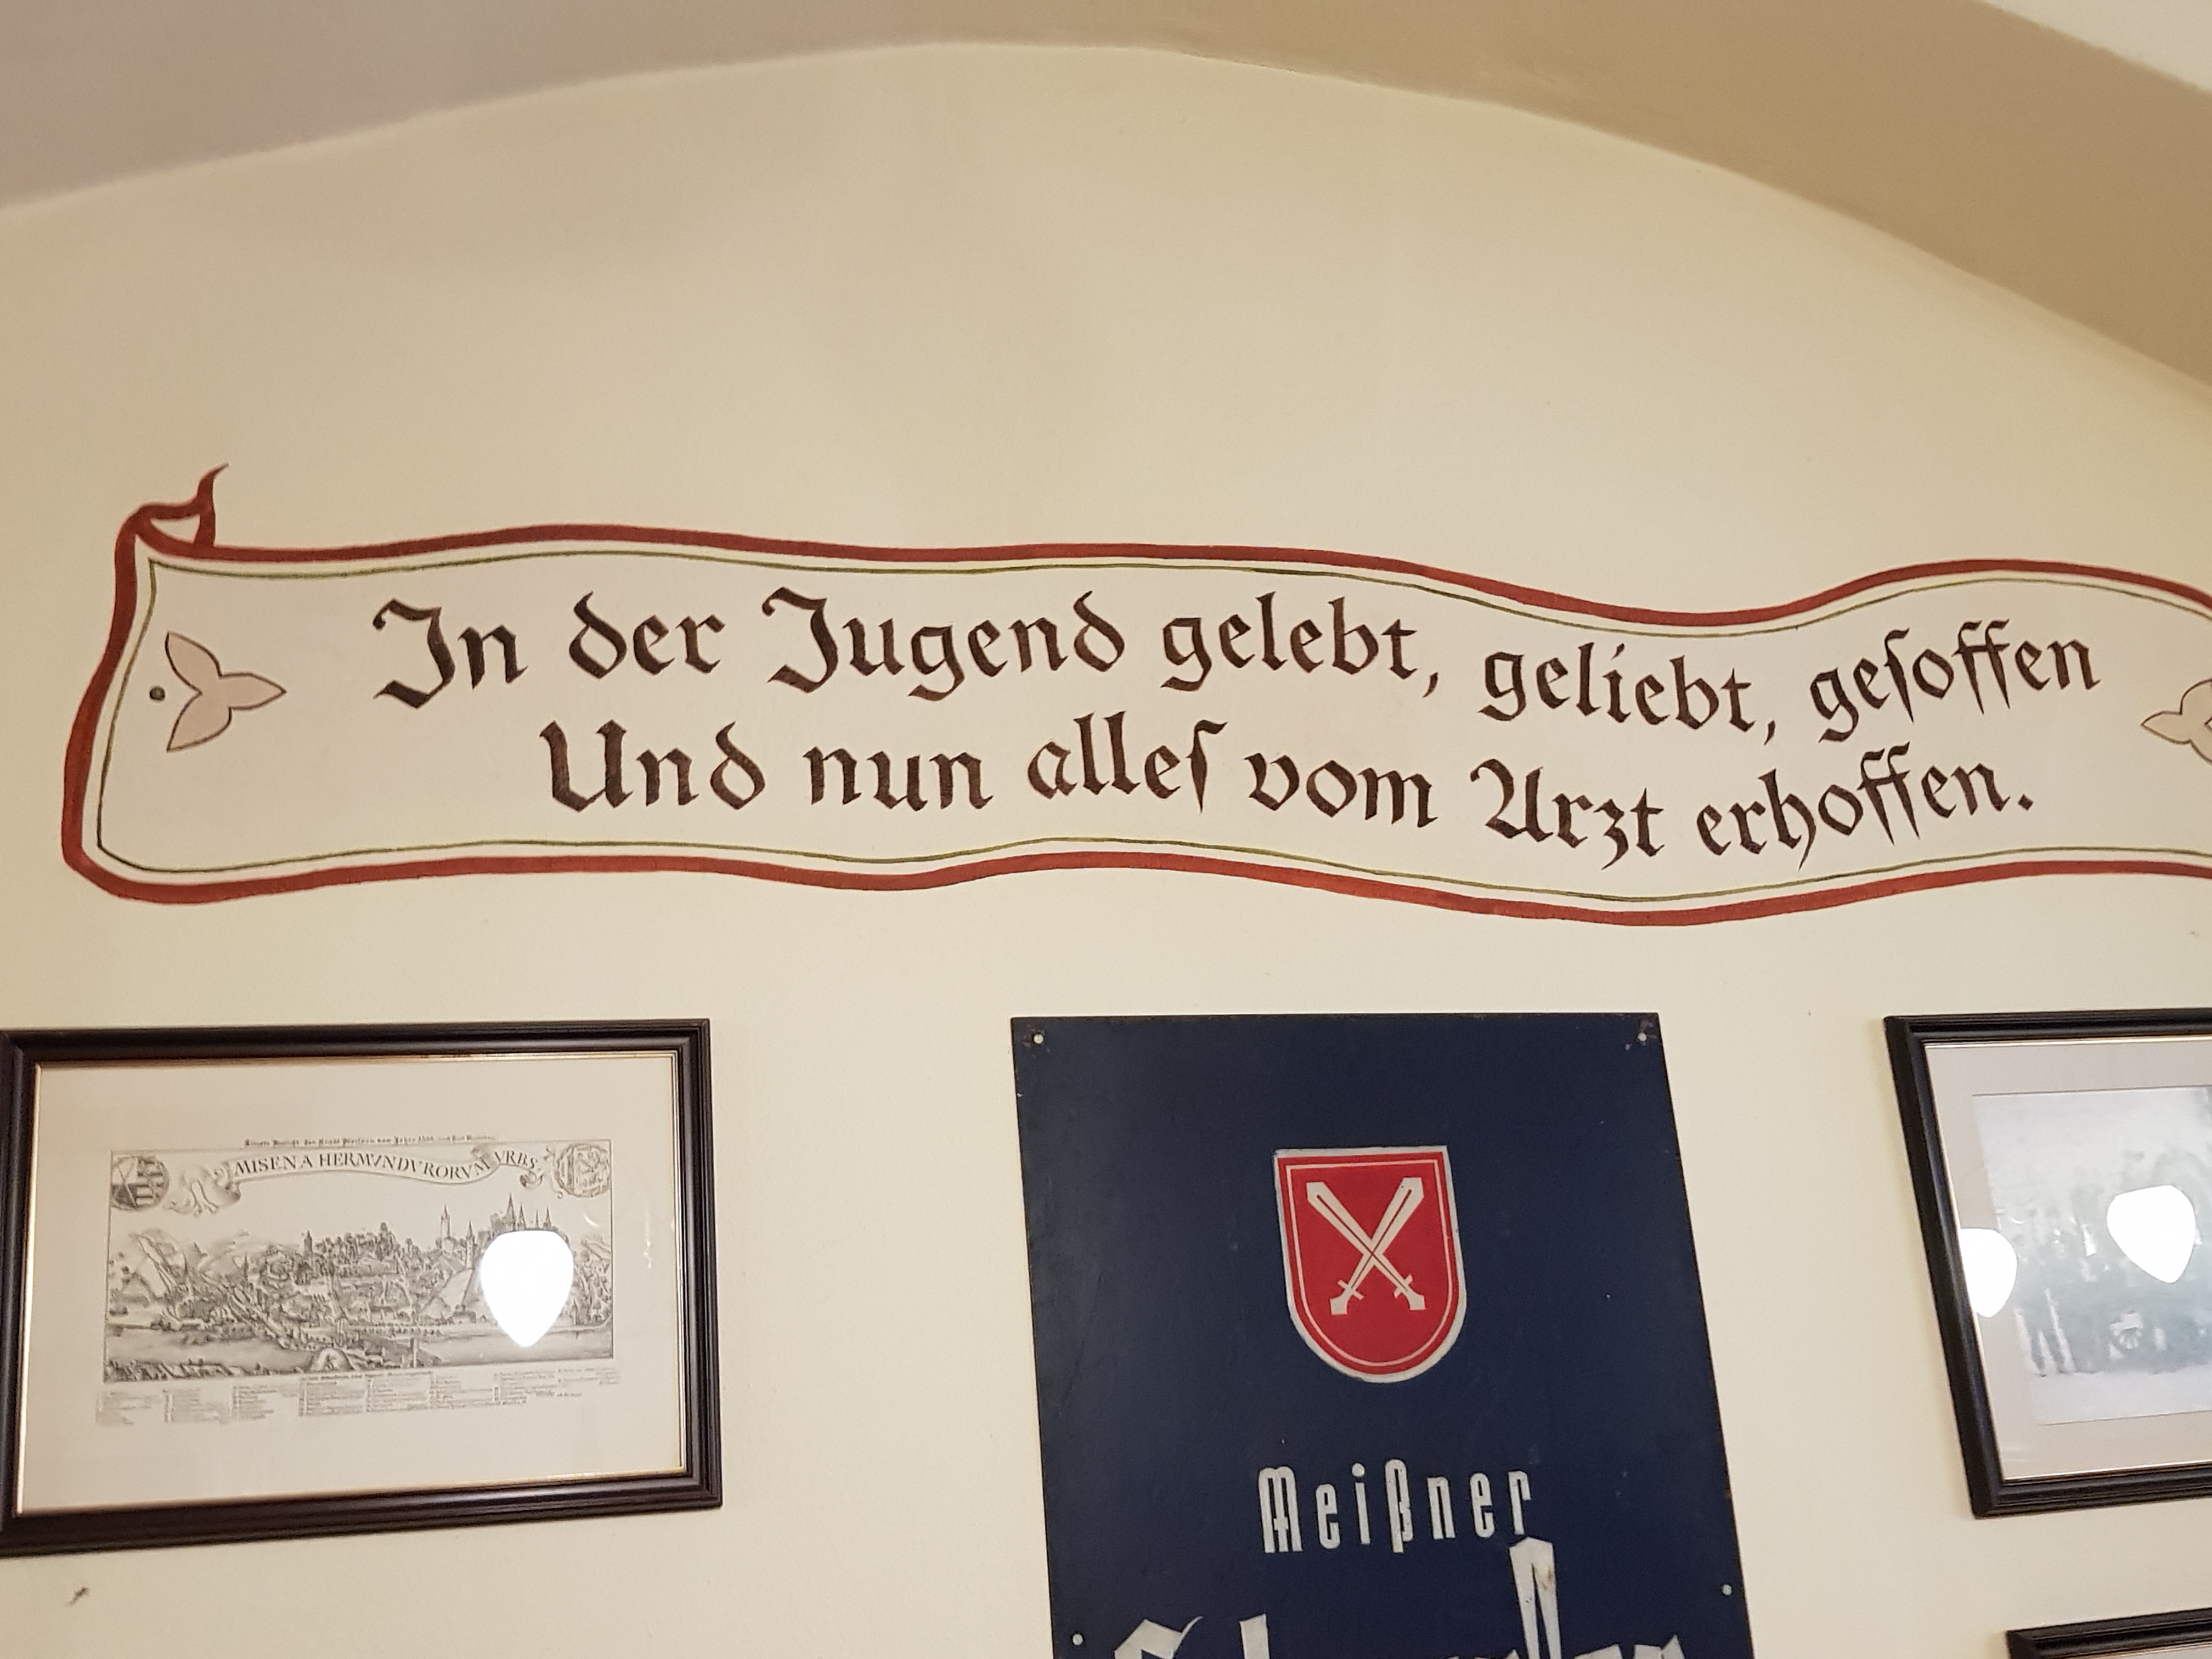 In der Jugend gelebt, geliebt, geſoffen
Und nun alleſ vom Arzt erhoffen.
MISENA HERMVNDVRORVM VRBS
Meißner